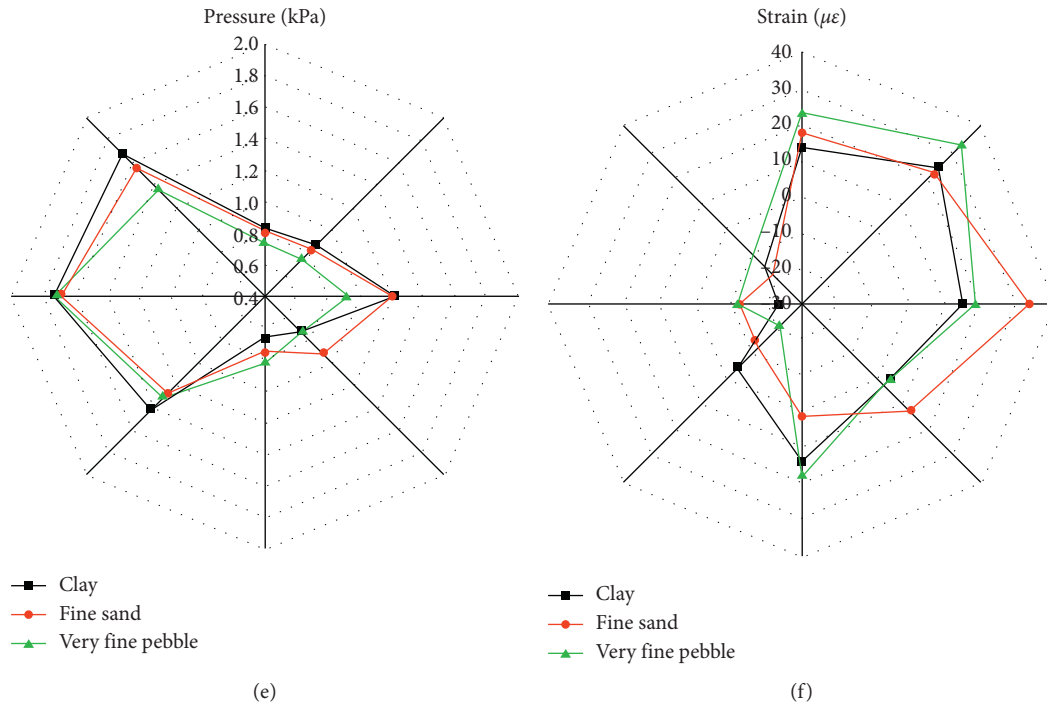 Pressure (kPa)
2.0
1.8
1.6
1.4
1.2
1.0
0.8
0.6
0.4
Clay
Fine sand
Very fine pebble
(e)
Strain (με)
40
30
20
10
0
−10
−20
Clay
Fine sand
Very fine pebble
(f)